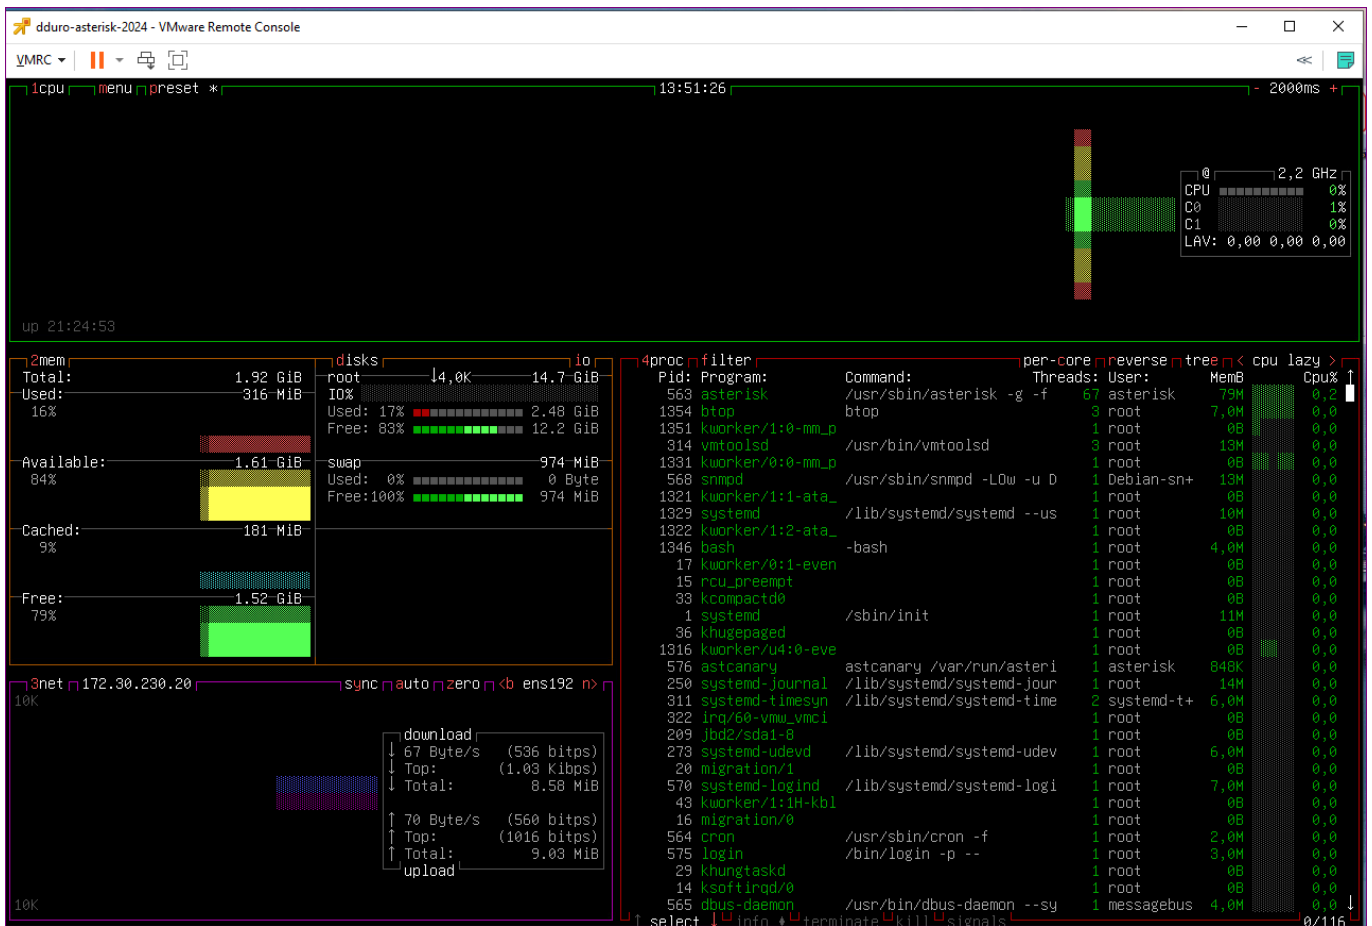 dduro-asterisk-2024 - VMware Remote Console
VMRC
1cpu menu preset * 13:51:26 - 2000ms +
@ 2,2 GHz
CPU 0%
C0 1%
C1 0%
LAV: 0,00 0,00 0,00
up 21:24:53
2mem
Total: 1.92 GiB
Used: 316 MiB
16%
Available: 1.61 GiB
84%
Cached: 181 MiB
9%
Free: 1.52 GiB
79%
disks io
root ↓4,0K 14.7 GiB
IO%
Used: 17% 2.48 GiB
Free: 83% 12.2 GiB
swap 974 MiB
Used: 0% 0 Byte
Free:100% 974 MiB
3net 172.30.230.20 sync auto zero <b ens192 n>
10K
download
↓ 67 Byte/s (536 bitps)
↓ Top: (1.03 Kibps)
↓ Total: 8.58 MiB
↑ 70 Byte/s (560 bitps)
↑ Top: (1016 bitps)
↑ Total: 9.03 MiB
upload
10K
4proc filter per-core reverse tree < cpu lazy >
Pid: Program: Command: Threads: User: MemB Cpu% ↑
563 asterisk /usr/sbin/asterisk -g -f 67 asterisk 79M 0,2
1354 btop btop 3 root 7,0M 0,0
1351 kworker/1:0-mm_p 1 root 0B 0,0
314 vmtoolsd /usr/bin/vmtoolsd 3 root 13M 0,0
1331 kworker/0:0-mm_p 1 root 0B 0,0
568 snmpd /usr/sbin/snmpd -LOw -u D 1 Debian-sn+ 13M 0,0
1321 kworker/1:1-ata_ 1 root 0B 0,0
1329 systemd /lib/systemd/systemd --us 1 root 10M 0,0
1322 kworker/1:2-ata_ 1 root 0B 0,0
1346 bash -bash 1 root 4,0M 0,0
17 kworker/0:1-even 1 root 0B 0,0
15 rcu_preempt 1 root 0B 0,0
33 kcompactd0 1 root 0B 0,0
1 systemd /sbin/init 1 root 11M 0,0
36 khugepaged 1 root 0B 0,0
1316 kworker/u4:0-eve 1 root 0B 0,0
576 astcanary astcanary /var/run/asteri 1 asterisk 848K 0,0
250 systemd-journal /lib/systemd/systemd-jour 1 root 14M 0,0
311 systemd-timesyn /lib/systemd/systemd-time 2 systemd-t+ 6,0M 0,0
322 irq/60-vmw_vmci 1 root 0B 0,0
209 jbd2/sda1-8 1 root 0B 0,0
273 systemd-udevd /lib/systemd/systemd-udev 1 root 6,0M 0,0
20 migration/1 1 root 0B 0,0
570 systemd-logind /lib/systemd/systemd-logi 1 root 7,0M 0,0
43 kworker/1:1H-kbl 1 root 0B 0,0
16 migration/0 1 root 0B 0,0
564 cron /usr/sbin/cron -f 1 root 2,0M 0,0
575 login /bin/login -p -- 1 root 3,0M 0,0
29 khungtaskd 1 root 0B 0,0
14 ksoftirqd/0 1 root 0B 0,0
565 dbus-daemon /usr/bin/dbus-daemon --sy 1 messagebus 4,0M 0,0 ↓
↑ select ↓ info terminate kill signals 0/116